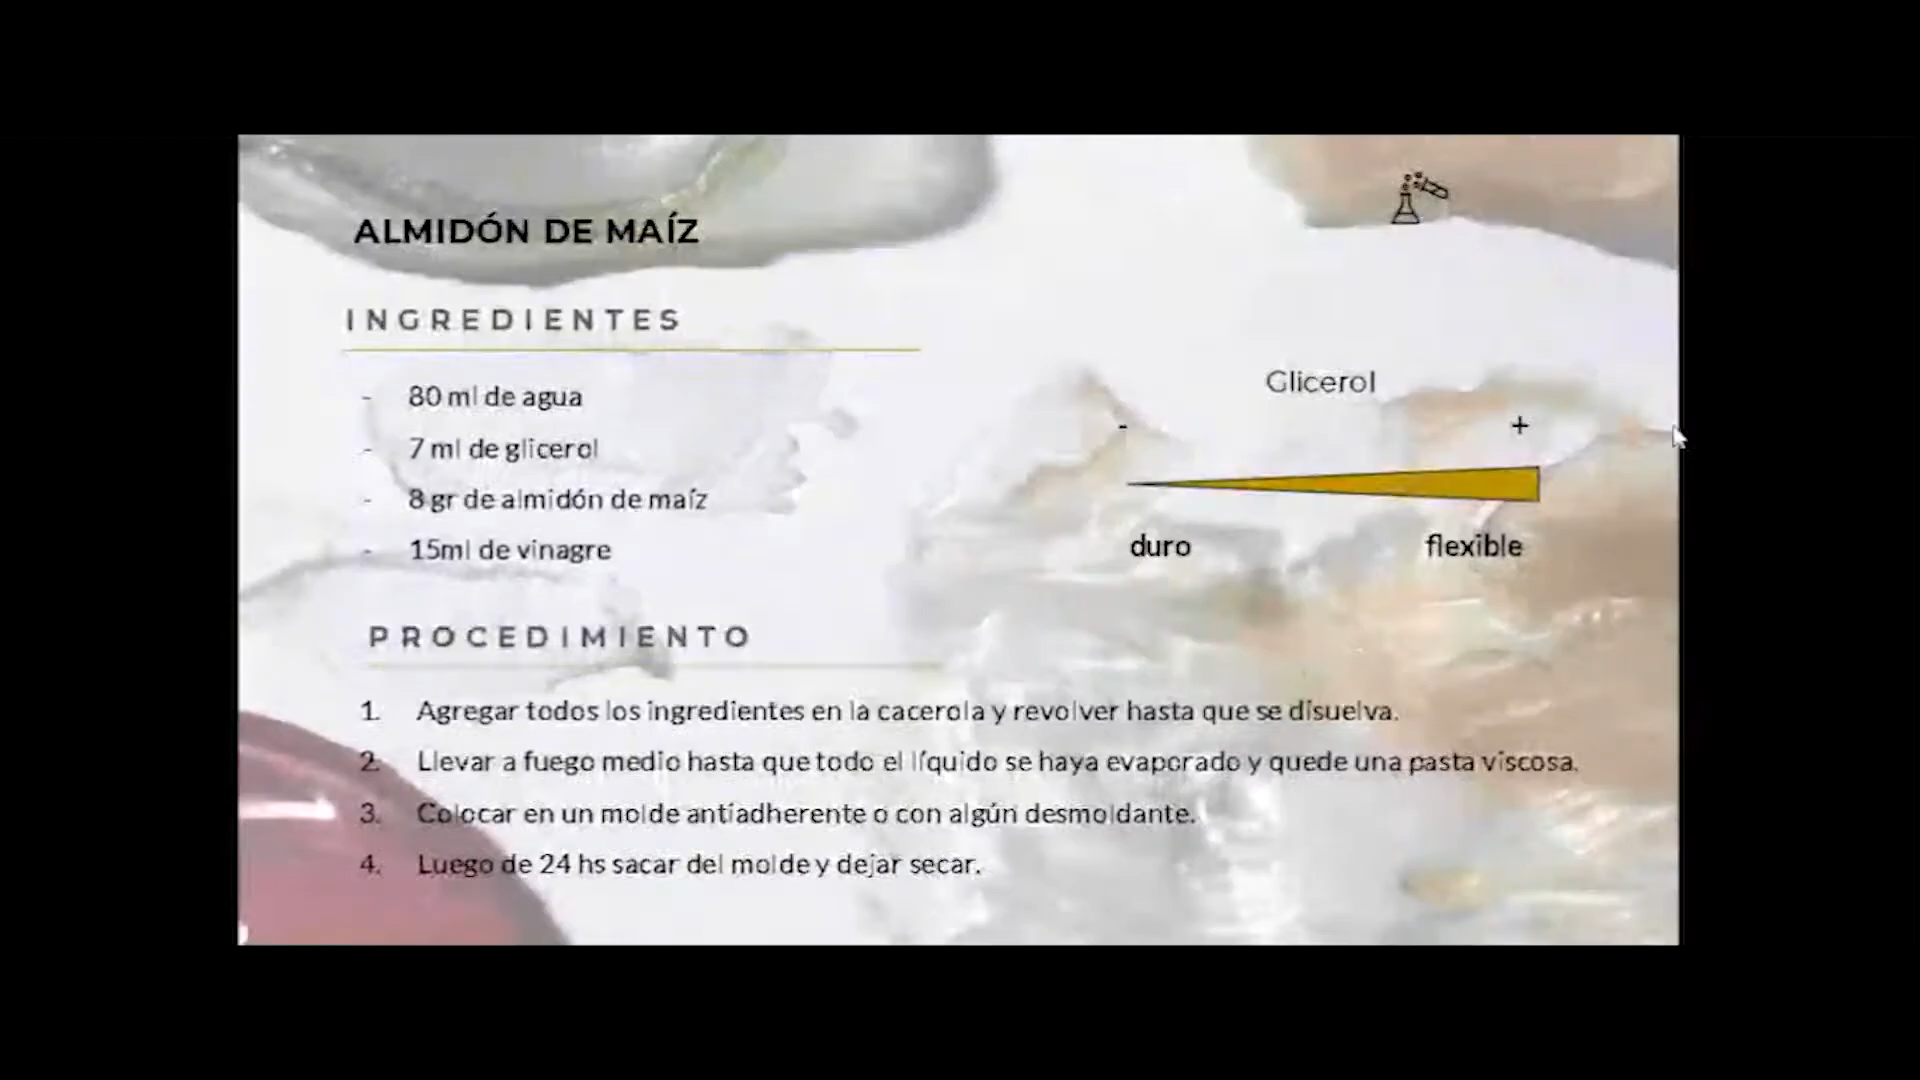 ALMIDÓN DE MAÍZ
INGREDIENTES
- 80 ml de agua
- 7 ml de glicerol
- 8 gr de almidón de maíz
- 15ml de vinagre
Glicerol
- +
duro flexible
PROCEDIMIENTO
1. Agregar todos los ingredientes en la cacerola y revolver hasta que se disuelva.
2. Llevar a fuego medio hasta que todo el líquido se haya evaporado y quede una pasta viscosa.
3. Colocar en un molde antiadherente o con algún desmoldante.
4. Luego de 24 hs sacar del molde y dejar secar.